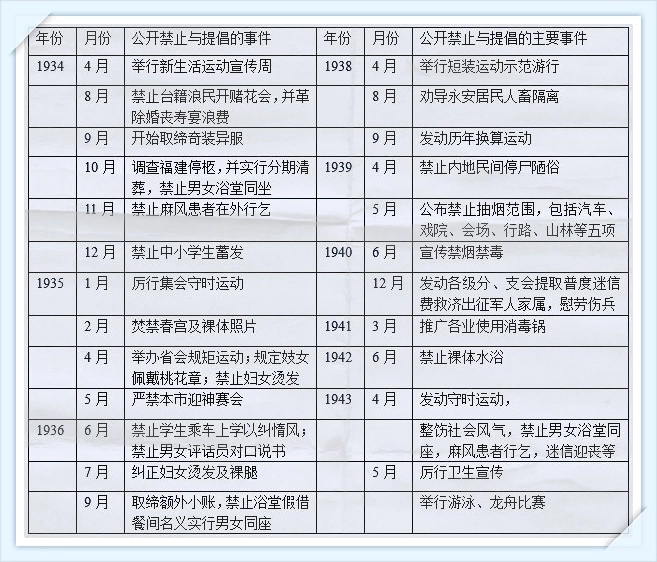 年份 月份 公开禁止与提倡的事件 年份 月份 公开禁止与提倡的主要事件
1934 4 月 举行新生活运动宣传周 1938 4 月 举行短装运动示范游行
8 月 禁止台籍浪民开赌花会，并革 8 月 劝导永安居民人畜隔离
除婚丧寿宴浪费
9 月 开始取缔奇装异服 9 月 发动历年换算运动
10 月 调查福建停柩，并实行分期清 1939 4 月 禁止内地民间停尸陋俗
葬，禁止男女浴堂同坐
11 月 禁止麻风患者在外行乞 5 月 公布禁止抽烟范围，包括汽车、
戏院、会场、行路、山林等五项
12 月 禁止中小学生蓄发 1940 6 月 宣传禁烟禁毒
1935 1 月 厉行集会守时运动 12 月 发动各级分、支会提取普度迷信
费救济出征军人家属，慰劳伤兵
2 月 焚禁春宫及裸体照片 1941 3 月 推广各业使用消毒锅
4 月 举办省会规矩运动；规定妓女 1942 6 月 禁止裸体水浴
佩戴桃花章；禁止妇女烫发
5 月 严禁本市迎神赛会 1943 4 月 发动守时运动，
1936 6 月 禁止学生乘车上学以纠惰风； 整饬社会风气，禁止男女浴堂同
禁止男女评话员对口说书 座，麻风患者行乞，迷信迎丧等
7 月 纠正妇女烫发及裸腿 5 月 厉行卫生宣传
9 月 取缔额外小账，禁止浴堂假借 举行游泳、龙舟比赛
餐间名义实行男女同座